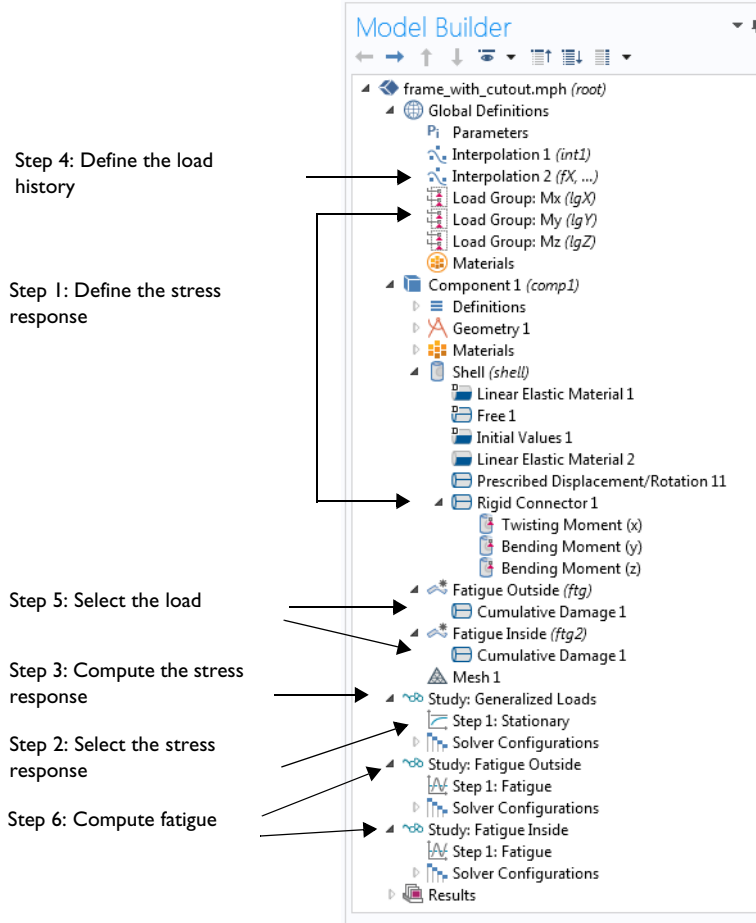 Model Builder
frame_with_cutout.mph (root)
Global Definitions
Pi Parameters
Interpolation 1 (int1)
Interpolation 2 (fX, ...)
Load Group: Mx (lgX)
Load Group: My (lgY)
Load Group: Mz (lgZ)
Materials
Component 1 (comp1)
Definitions
Geometry 1
Materials
Shell (shell)
D Linear Elastic Material 1
D Free 1
D Initial Values 1
Linear Elastic Material 2
Prescribed Displacement/Rotation 11
Rigid Connector 1
Twisting Moment (x)
Bending Moment (y)
Bending Moment (z)
Fatigue Outside (ftg)
Cumulative Damage 1
Fatigue Inside (ftg2)
Cumulative Damage 1
Mesh 1
Study: Generalized Loads
Step 1: Stationary
Solver Configurations
Study: Fatigue Outside
Step 1: Fatigue
Solver Configurations
Study: Fatigue Inside
Step 1: Fatigue
Solver Configurations
Results
Step 4: Define the load
history
Step 1: Define the stress
response
Step 5: Select the load
Step 3: Compute the stress
response
Step 2: Select the stress
response
Step 6: Compute fatigue